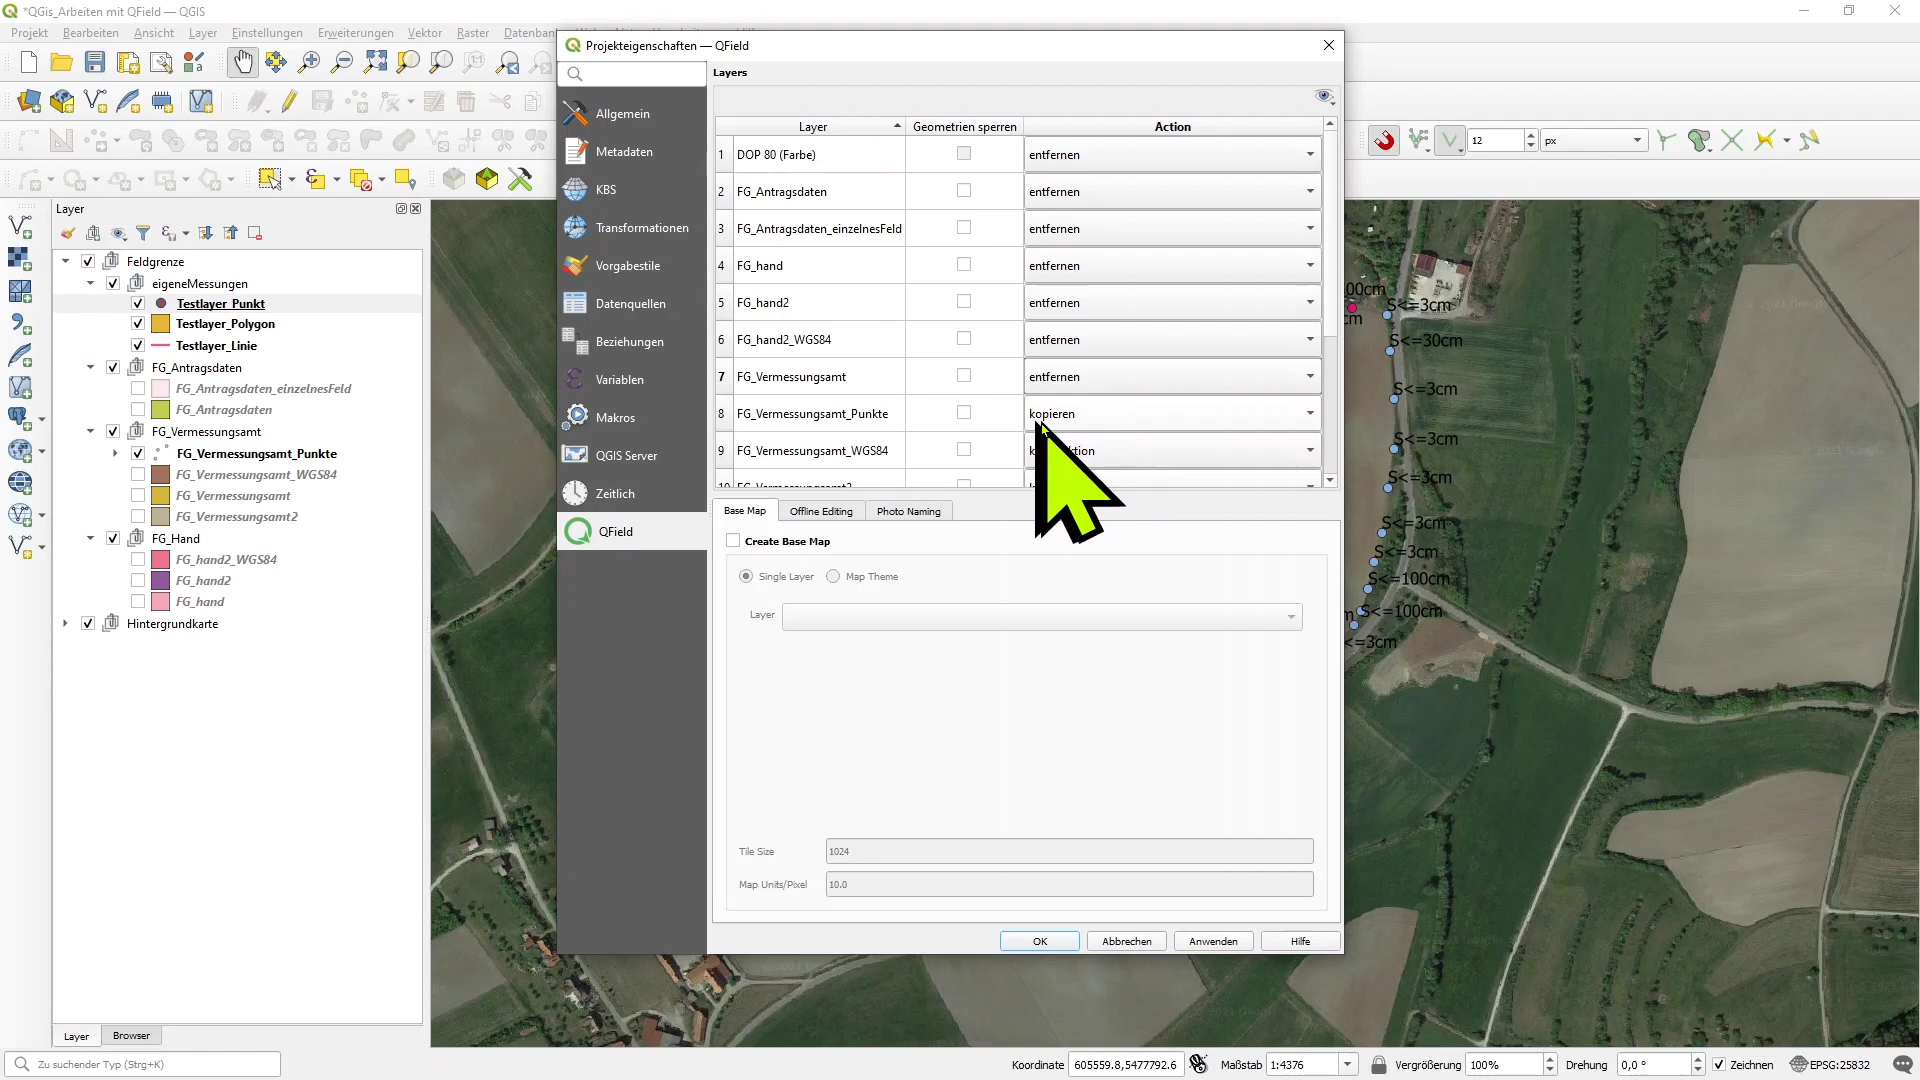 *QGis_Arbeiten mit QField — QGIS
Projekt Bearbeiten Ansicht Layer Einstellungen Erweiterungen Vektor Raster
Projekteigenschaften — QField
Layers
Layer Geometrien sperren Action
1 DOP 80 (Farbe) entfernen
2 FG_Antragsdaten entfernen
3 FG_Antragsdaten_einzelnesFeld entfernen
4 FG_hand entfernen
5 FG_hand2 entfernen
6 FG_hand2_WGS84 entfernen
7 FG_Vermessungsamt entfernen
8 FG_Vermessungsamt_Punkte kopieren
9 FG_Vermessungsamt_WGS84
Allgemein
Metadaten
KBS
Transformationen
Vorgabestile
Datenquellen
Beziehungen
Variablen
Makros
QGIS Server
Zeitlich
QField
Base Map Offline Editing Photo Naming
Create Base Map
Single Layer Map Theme
Layer
Tile Size 1024
Map Units/Pixel 10.0
OK Abbrechen Anwenden Hilfe
12 px
Layer
Feldgrenze
eigeneMessungen
Testlayer_Punkt
Testlayer_Polygon
Testlayer_Linie
FG_Antragsdaten
FG_Antragsdaten_einzelnesFeld
FG_Antragsdaten
FG_Vermessungsamt
FG_Vermessungsamt_Punkte
FG_Vermessungsamt_WGS84
FG_Vermessungsamt
FG_Vermessungsamt2
FG_Hand
FG_hand2_WGS84
FG_hand2
FG_hand
Hintergrundkarte
S<=3cm
S<=30cm
S<=3cm
S<=3cm
S<=3cm
S<=3cm
S<=3cm
S<=100cm
S<=100cm
<=3cm
Layer Browser
Zu suchender Typ (Strg+K)
Koordinate 605559.8,5477792.6 Maßstab 1:4376 Vergrößerung 100% Drehung 0,0 ° Zeichnen EPSG:25832